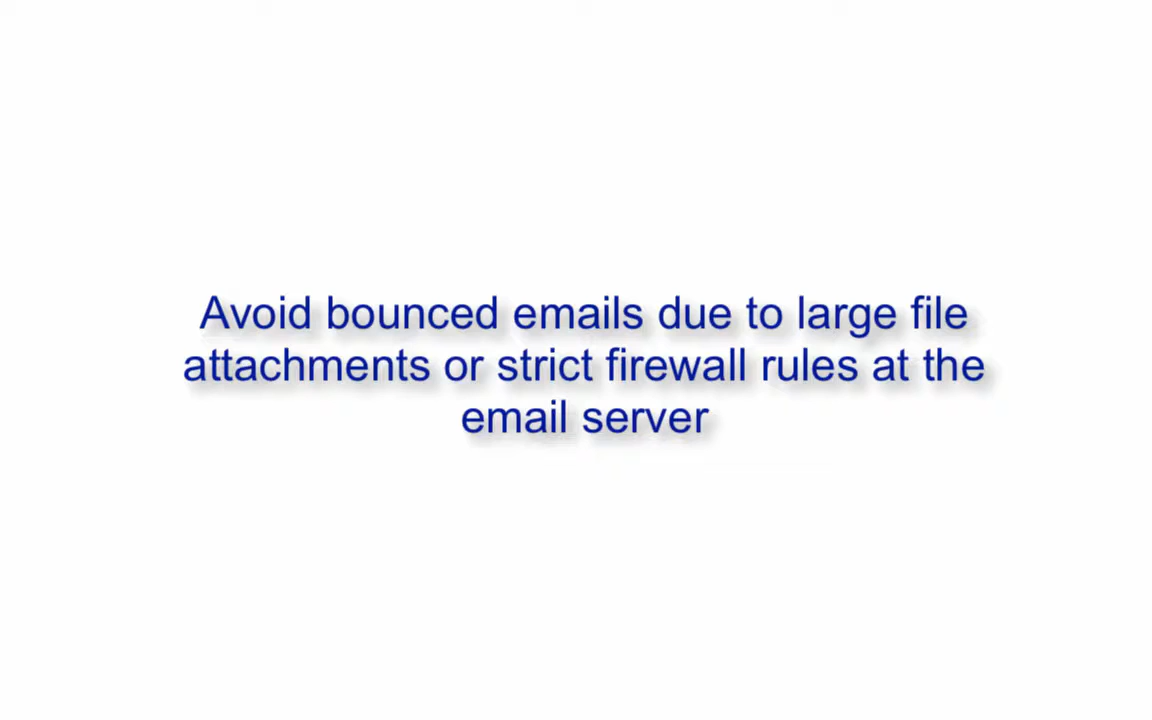 Avoid bounced emails due to large file
attachments or strict firewall rules at the
email server